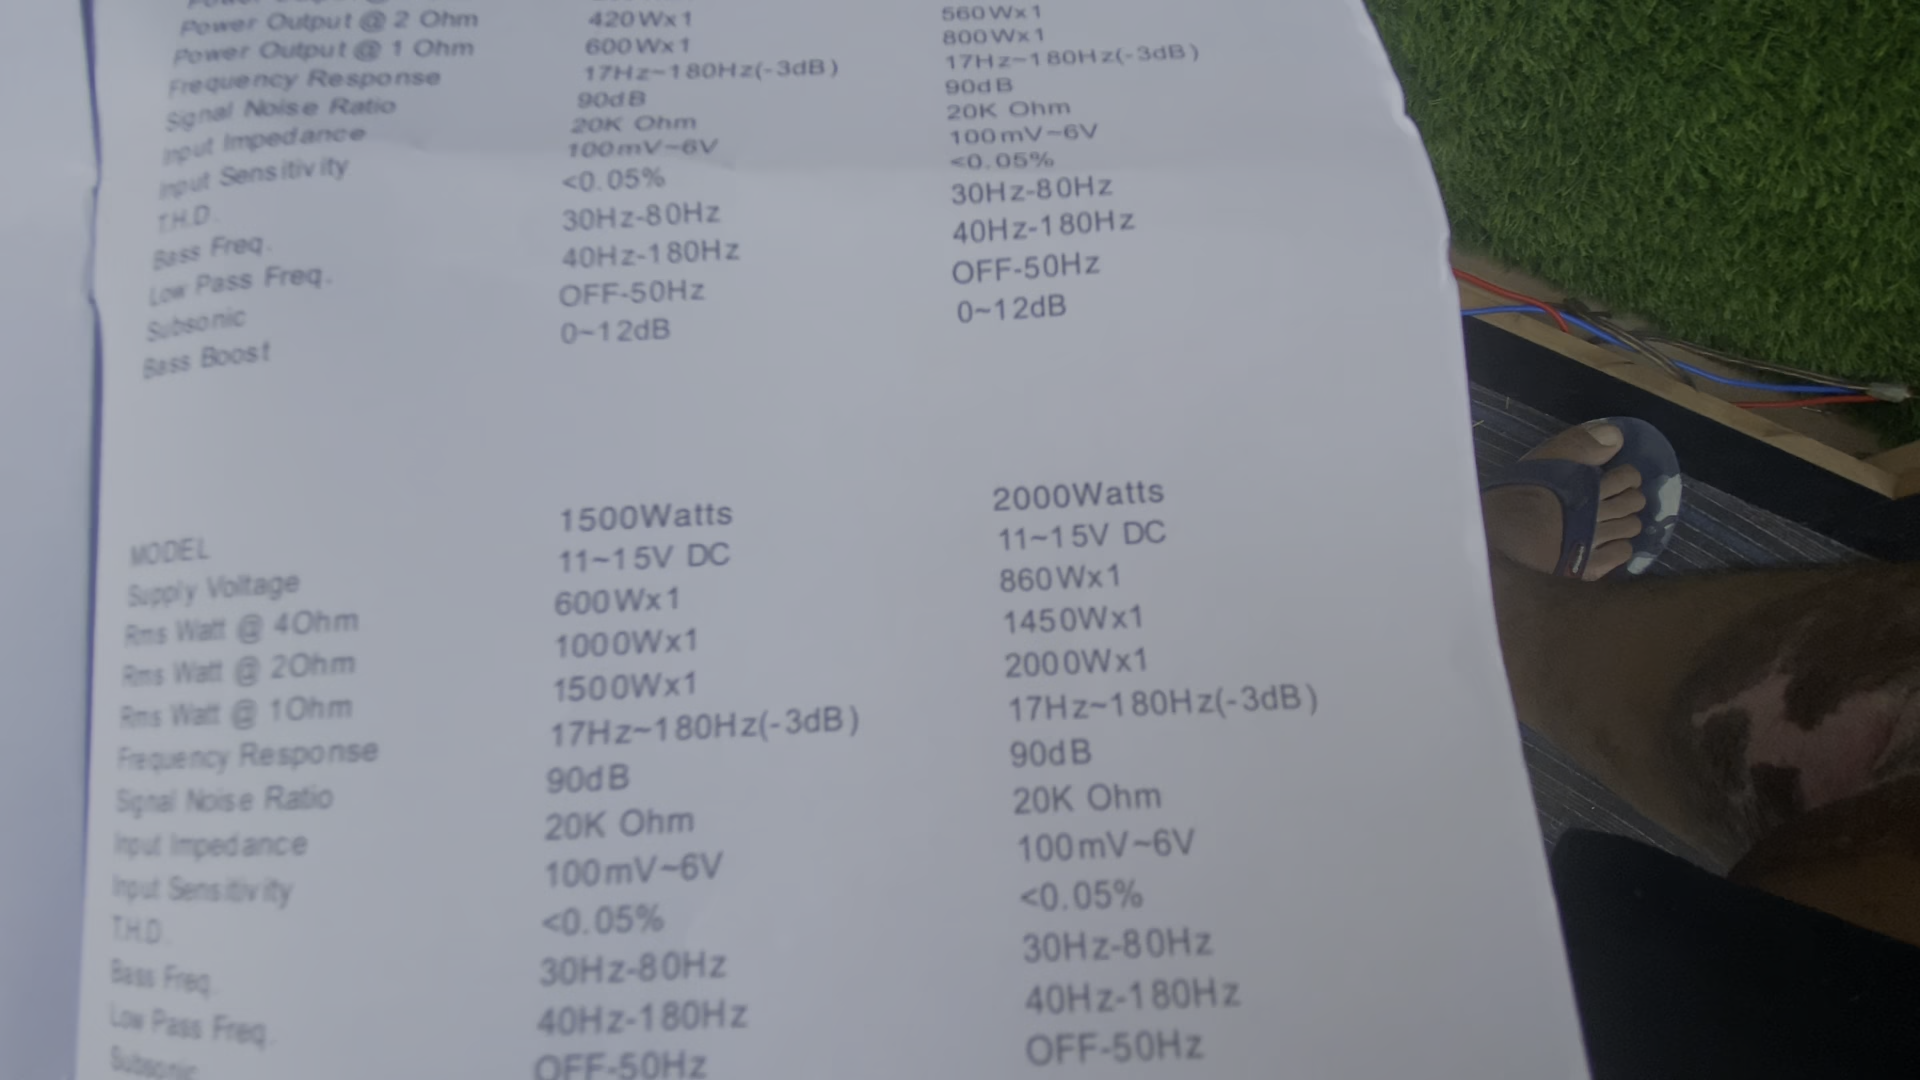 Power Output @ 2 Ohm 420Wx1 560Wx1
Power Output @ 1 Ohm 600Wx1 800Wx1
Frequency Response 17Hz~180Hz(-3dB) 17Hz~180Hz(-3dB)
Signal Noise Ratio 90dB 90dB
Input Impedance 20K Ohm 20K Ohm
Input Sensitivity 100mV~6V 100mV~6V
T.H.D. <0.05% <0.05%
Bass Freq. 30Hz-80Hz 30Hz-80Hz
Low Pass Freq. 40Hz-180Hz 40Hz-180Hz
Subsonic OFF-50Hz OFF-50Hz
Bass Boost 0~12dB 0~12dB
MODEL 1500Watts 2000Watts
Supply Voltage 11~15V DC 11~15V DC
Rms Watt @ 4Ohm 600Wx1 860Wx1
Rms Watt @ 2Ohm 1000Wx1 1450Wx1
Rms Watt @ 1Ohm 1500Wx1 2000Wx1
Frequency Response 17Hz~180Hz(-3dB) 17Hz~180Hz(-3dB)
Signal Noise Ratio 90dB 90dB
Input Impedance 20K Ohm 20K Ohm
Input Sensitivity 100mV~6V 100mV~6V
T.H.D. <0.05% <0.05%
Bass Freq. 30Hz-80Hz 30Hz-80Hz
Low Pass Freq. 40Hz-180Hz 40Hz-180Hz
Subsonic OFF-50Hz OFF-50Hz